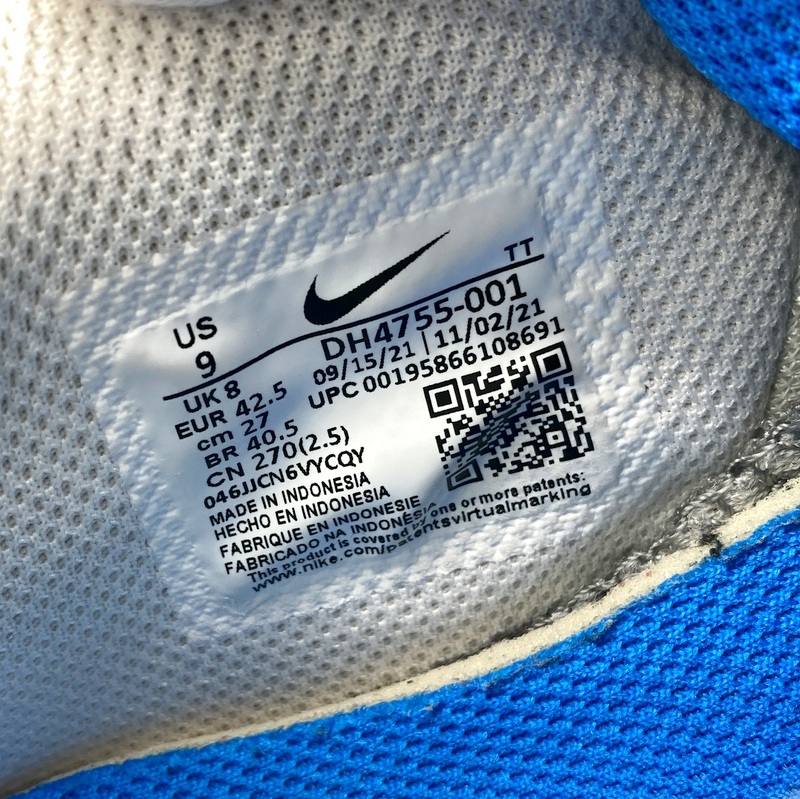 TT
US
9
DH4755-001
09/15/21 | 11/02/21
UPC 00195866108691
UK 8
EUR 42.5
cm 27
BR 40.5
CN 270(2.5)
046JJCN6VYCQY
MADE IN INDONESIA
HECHO EN INDONESIA
FABRIQUE EN INDONESIE
FABRICADO NA INDONÉSIA
This product is covered by one or more patents:
www.nike.com/patentsvirtualmarking